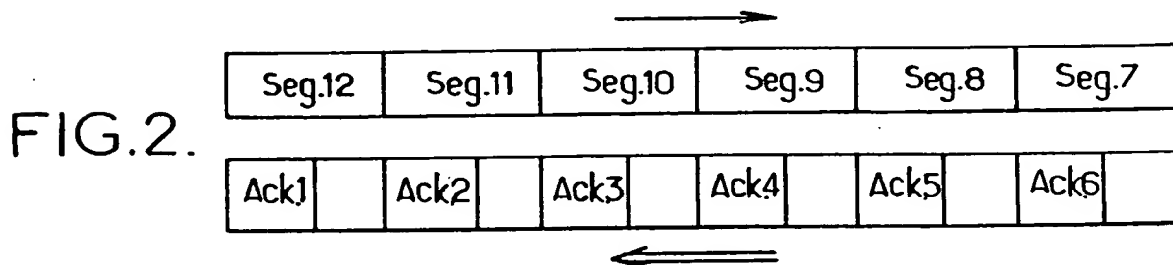 Seg.12 Seg.11 Seg.10 Seg.9 Seg.8 Seg.7
FIG.2.
Ack1 Ack2 Ack3 Ack4 Ack5 Ack6